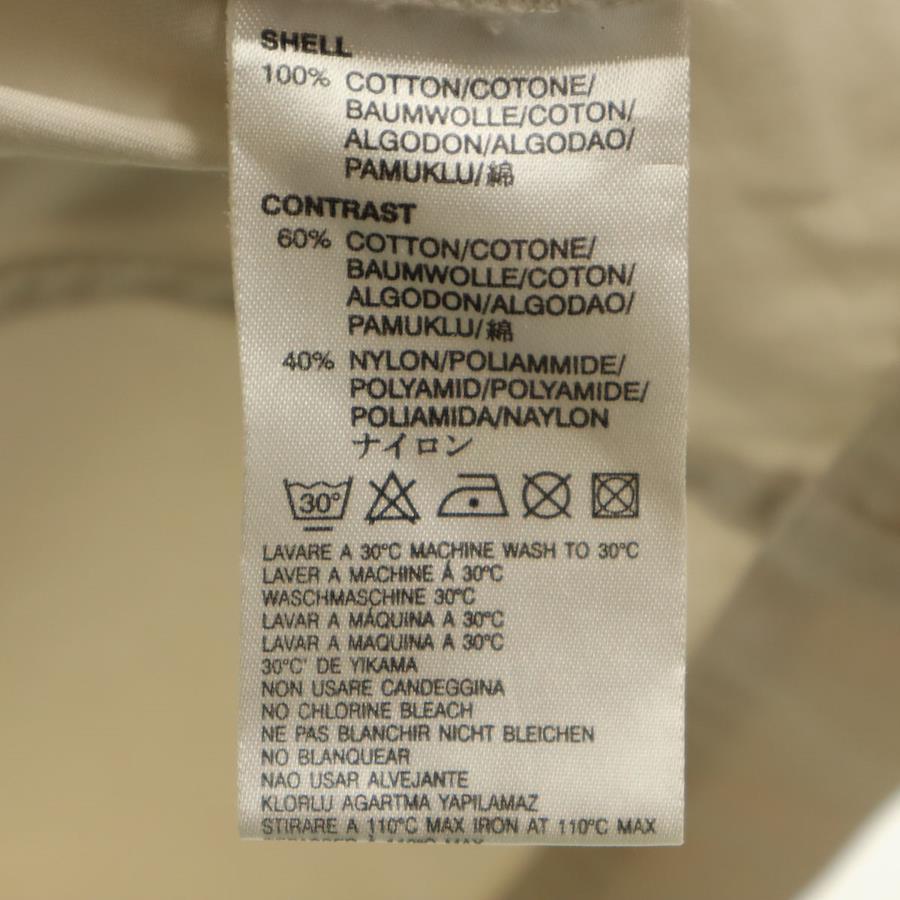 SHELL
100% COTTON/COTONE/
BAUMWOLLE/COTON/
ALGODON/ALGODAO/
PAMUKLU/綿
CONTRAST
60% COTTON/COTONE/
BAUMWOLLE/COTON/
ALGODON/ALGODAO/
PAMUKLU/綿
40% NYLON/POLIAMMIDE/
POLYAMID/POLYAMIDE/
POLIAMIDA/NAYLON
ナイロン
30°
LAVARE A 30°C MACHINE WASH TO 30°C
LAVER A MACHINE Á 30°C
WASCHMASCHINE 30°C
LAVAR A MÁQUINA A 30°C
LAVAR A MAQUINA A 30°C
30°C' DE YIKAMA
NON USARE CANDEGGINA
NO CHLORINE BLEACH
NE PAS BLANCHIR NICHT BLEICHEN
NO BLANQUEAR
NAO USAR ALVEJANTE
KLORLU AGARTMA YAPILAMAZ
STIRARE A 110°C MAX IRON AT 110°C MAX